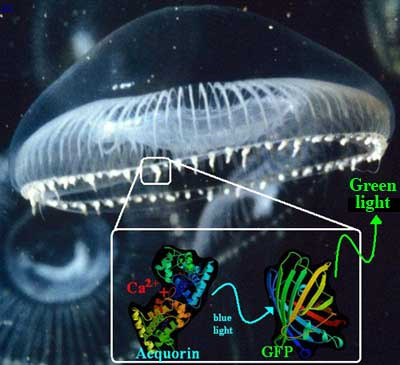 Green
light
Ca2+
+
blue
light
Aequorin
GFP